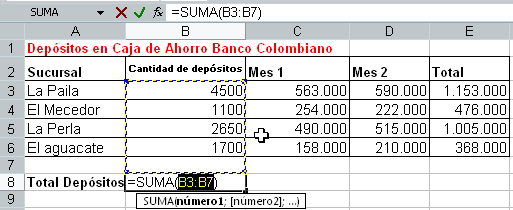 SUMA =SUMA(B3:B7)
A B C D E
1 Depósitos en Caja de Ahorro Banco Colombiano
2 Sucursal Cantidad de depósitos Mes 1 Mes 2 Total
3 La Paila 4500 563.000 590.000 1.153.000
4 El Mecedor 1100 254.000 222.000 476.000
5 La Perla 2650 490.000 515.000 1.005.000
6 El aguacate 1700 158.000 210.000 368.000
7
8 Total Depósitos =SUMA(B3:B7)
9 SUMA(número1; [número2]; ...)